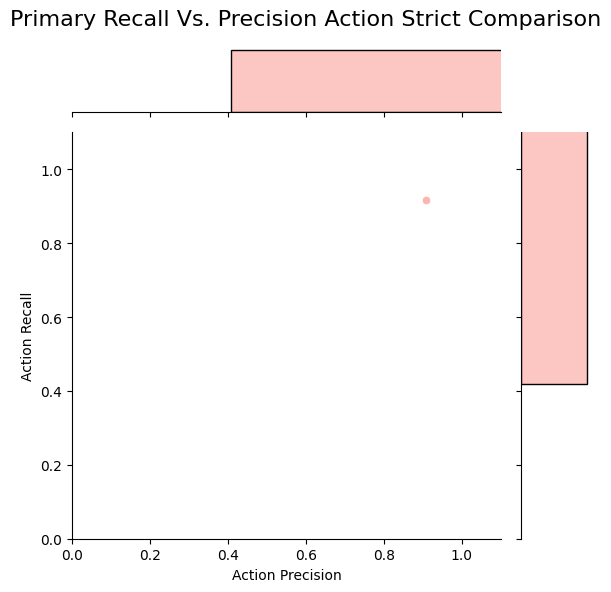 Primary Recall Vs. Precision Action Strict Comparison
1.0
0.8
0.6
0.4
0.2
0.0
Action Recall
0.0 0.2 0.4 0.6 0.8 1.0
Action Precision